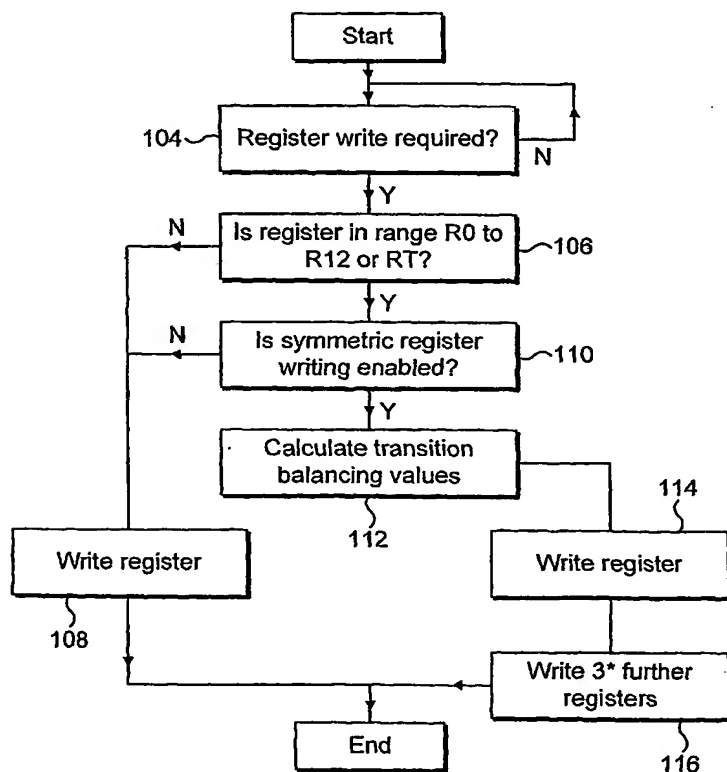 Start
104
Register write required?
N
Y
N
Is register in range R0 to
R12 or RT?
106
Y
N
Is symmetric register
writing enabled?
110
Y
Calculate transition
balancing values
112
114
Write register
108
Write register
Write 3* further
registers
116
End